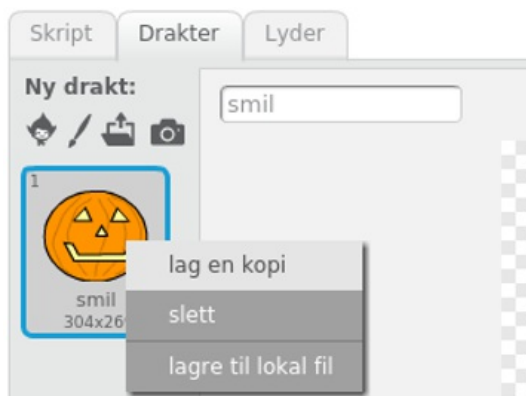 Skript Drakter Lyder
Ny drakt:
smil
1
smil
304x26
lag en kopi
slett
lagre til lokal fil